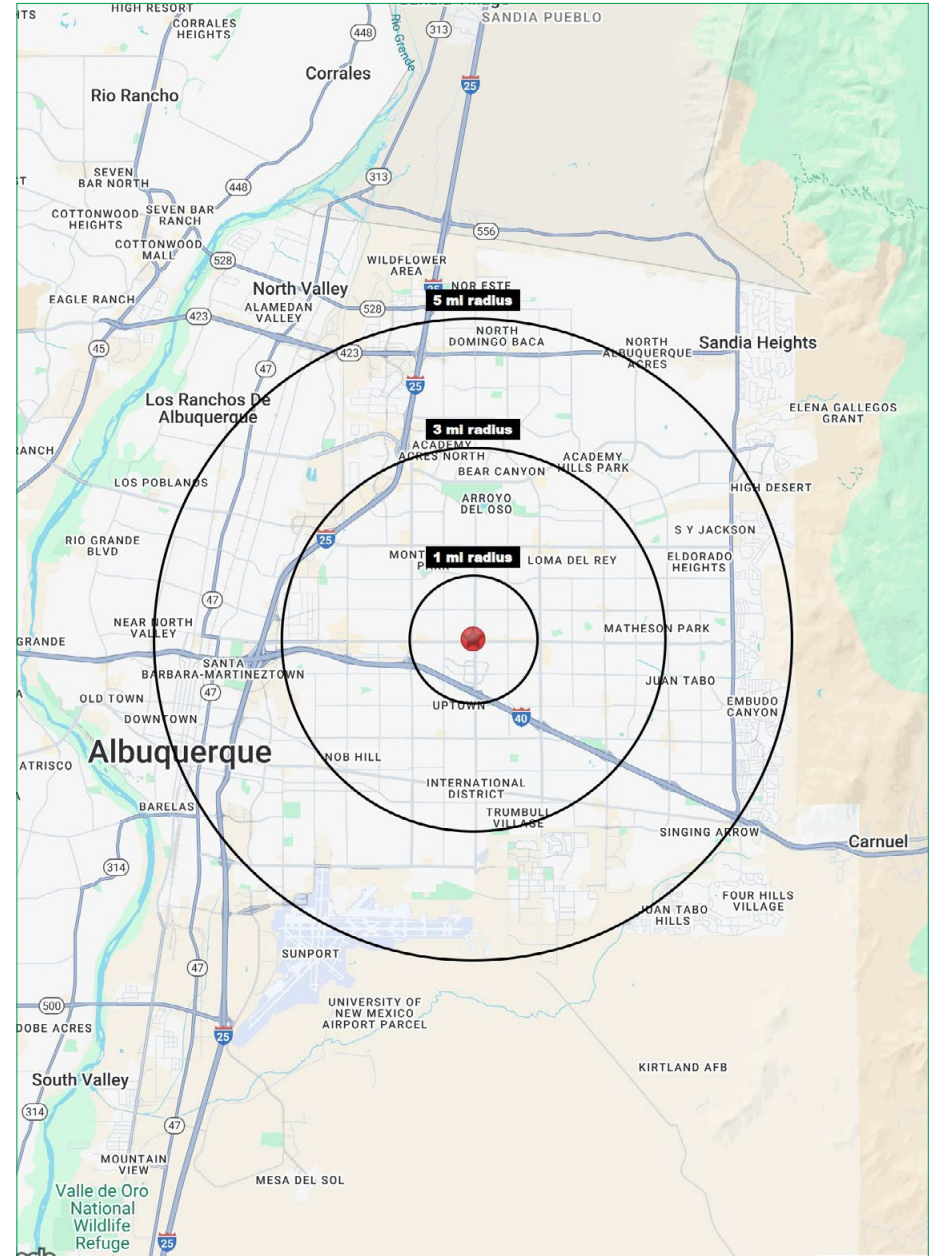 HIGH RESORT
CORRALES
HEIGHTS
448
313
SANDIA PUEBLO
Rio Grande
Corrales
25
Rio Rancho
SEVEN
BAR NORTH
448
313
COTTONWOOD
HEIGHTS
SEVEN BAR
RANCH
556
COTTONWOOD
MALL
528
WILDFLOWER
AREA
North Valley
25
NOR ESTE
5 mi radius
EAGLE RANCH
ALAMEDAN
VALLEY
528
423
NORTH
DOMINGO BACA
45
423
NORTH
ALBUQUERQUE
ACRES
Sandia Heights
47
25
Los Ranchos De
Albuquerque
ELENA GALLEGOS
GRANT
3 mi radius
ACADEMY
ACRES NORTH
BEAR CANYON
ACADEMY
HILLS PARK
LOS POBLANOS
HIGH DESERT
ARROYO
DEL OSO
S Y JACKSON
RIO GRANDE
BLVD
25
1 mi radius
LOMA DEL REY
ELDORADO
HEIGHTS
47
NEAR NORTH
VALLEY
MATHESON PARK
GRANDE
SANTA
BARBARA-MARTINEZTOWN
JUAN TABO
47
OLD TOWN
UPTOWN
EMBUDO
CANYON
DOWNTOWN
40
Albuquerque
NOB HILL
ATRISCO
INTERNATIONAL
DISTRICT
BARELAS
TRUMBULL
VILLAGE
SINGING ARROW
Carnuel
314
FOUR HILLS
VILLAGE
JUAN TABO
HILLS
SUNPORT
47
500
UNIVERSITY OF
NEW MEXICO
AIRPORT PARCEL
DOBE ACRES
25
KIRTLAND AFB
South Valley
314
47
MOUNTAIN
VIEW
MESA DEL SOL
Valle de Oro
National
Wildlife
Refuge
25